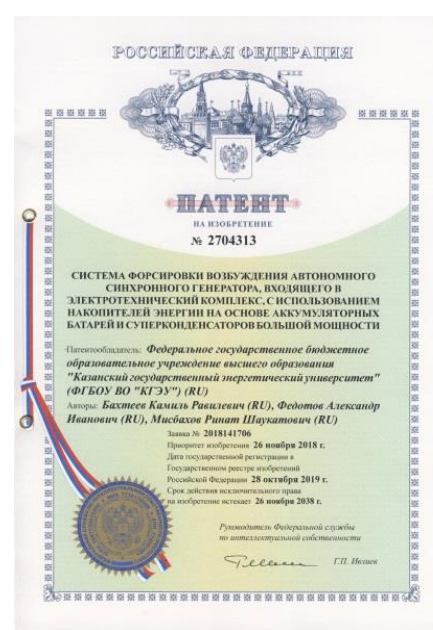 РОССИЙСКАЯ ФЕДЕРАЦИЯ
ПАТЕНТ
НА ИЗОБРЕТЕНИЕ
№ 2704313
СИСТЕМА ФОРСИРОВКИ ВОЗБУЖДЕНИЯ АВТОНОМНОГО
СИНХРОННОГО ГЕНЕРАТОРА, ВХОДЯЩЕГО В
ЭЛЕКТРОТЕХНИЧЕСКИЙ КОМПЛЕКС, С ИСПОЛЬЗОВАНИЕМ
НАКОПИТЕЛЕЙ ЭНЕРГИИ НА ОСНОВЕ АККУМУЛЯТОРНЫХ
БАТАРЕЙ И СУПЕРКОНДЕНСАТОРОВ БОЛЬШОЙ МОЩНОСТИ
Патентообладатель: Федеральное государственное бюджетное
образовательное учреждение высшего образования
"Казанский государственный энергетический университет"
(ФГБОУ ВО "КГЭУ") (RU)
Авторы: Бахтеев Камиль Равилевич (RU), Федотов Александр
Иванович (RU), Мисбахов Ринат Шаукатович (RU)
Заявка № 2018141706
Приоритет изобретения 26 ноября 2018 г.
Дата государственной регистрации в
Государственном реестре изобретений
Российской Федерации 28 октября 2019 г.
Срок действия исключительного права
на изобретение истекает 26 ноября 2038 г.
Руководитель Федеральной службы
по интеллектуальной собственности
Г.П. Ивлиев